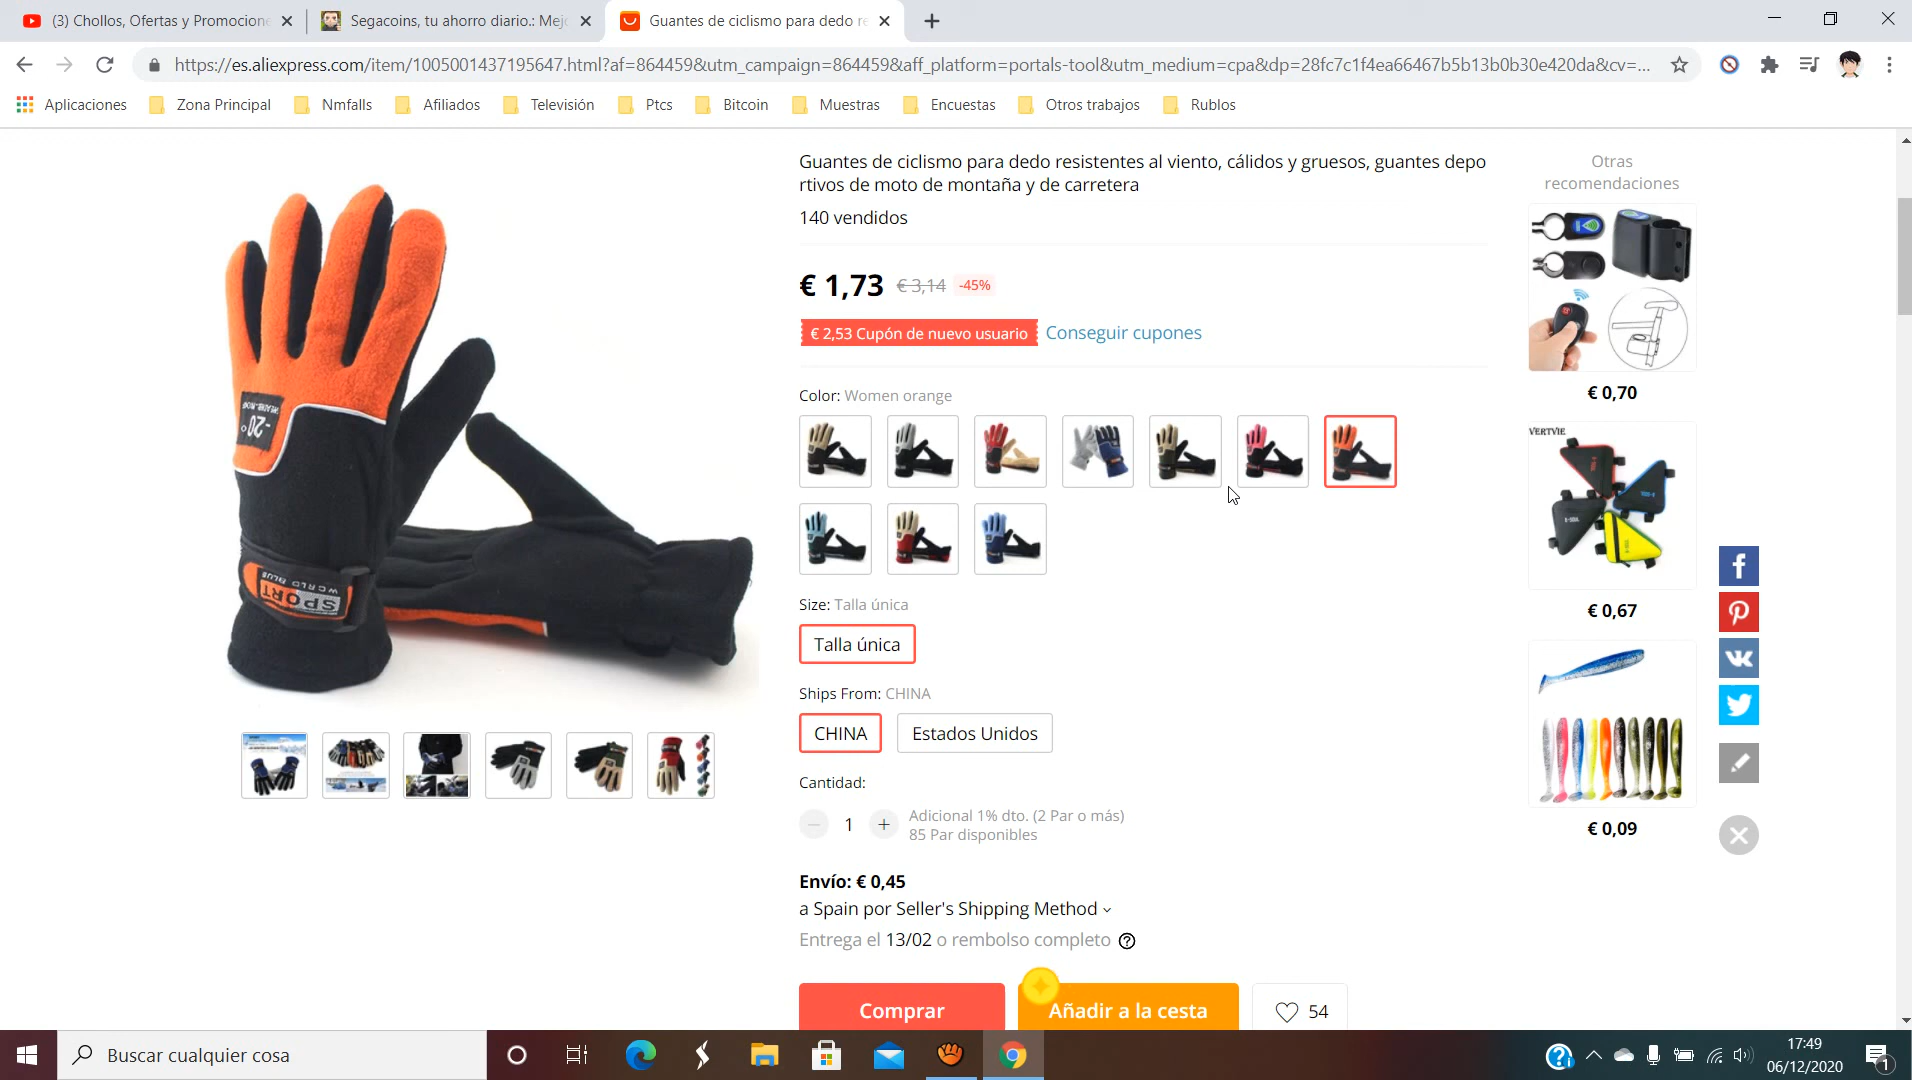 (3) Chollos, Ofertas y Promocione
Segacoins, tu ahorro diario.: Mejo
Guantes de ciclismo para dedo re
https://es.aliexpress.com/item/1005001437195647.html?af=864459&utm_campaign=864459&aff_platform=portals-tool&utm_medium=cpa&dp=28fc7c1f4ea66467b5b13b0b30e420da&cv=...
Aplicaciones
Zona Principal
Nmfalls
Afiliados
Televisión
Ptcs
Bitcoin
Muestras
Encuestas
Otros trabajos
Rublos
Guantes de ciclismo para dedo resistentes al viento, cálidos y gruesos, guantes depo
rtivos de moto de montaña y de carretera
140 vendidos
€ 1,73 € 3,14 -45%
€ 2,53 Cupón de nuevo usuario Conseguir cupones
Color: Women orange
Size: Talla única
Talla única
Ships From: CHINA
CHINA
Estados Unidos
Cantidad:
1
Adicional 1% dto. (2 Par o más)
85 Par disponibles
Envío: € 0,45
a Spain por Seller's Shipping Method
Entrega el 13/02 o rembolso completo
Comprar
Añadir a la cesta
54
-20°
SPORT
WORLD BLUE
Otras
recomendaciones
€ 0,70
VERTVIE
€ 0,67
€ 0,09
Buscar cualquier cosa
17:49
06/12/2020
1